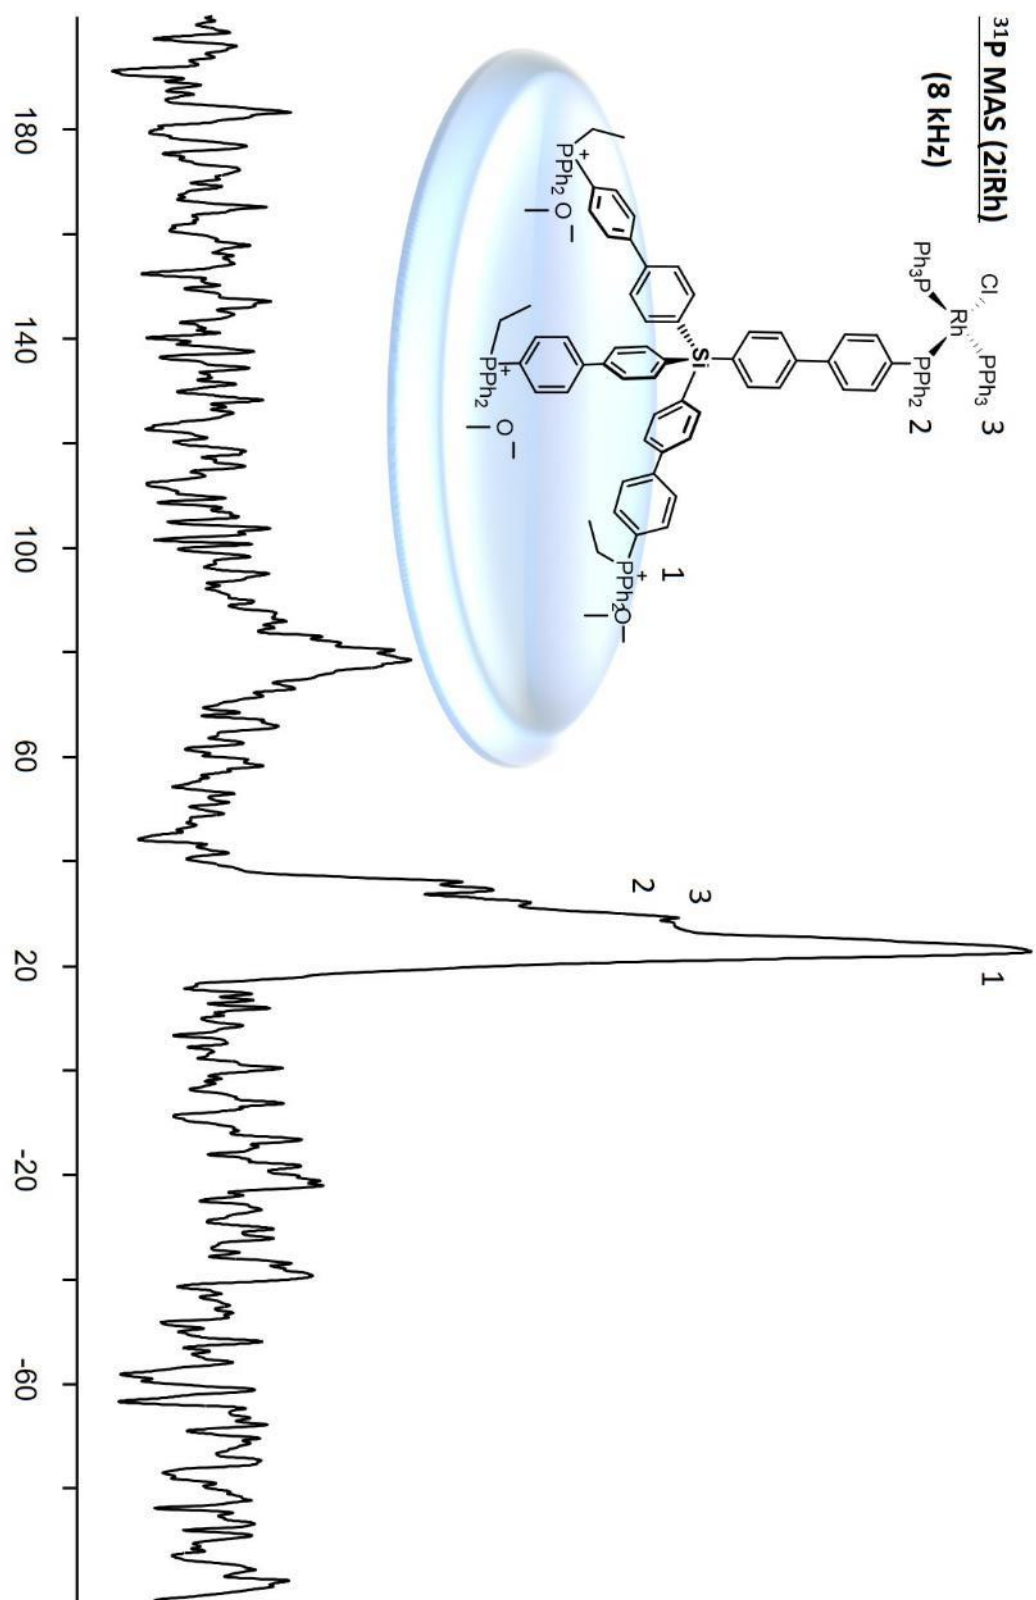 ³¹P MAS (2iRh)
(8 kHz)
Cl
PPh₃ 3
Rh
Ph₃P
PPh₂ 2
Si
1
+
PPh₂
O
+
PPh₂
O
+
PPh₂
O
3
2
1
180 140 100 60 20 -20 -60